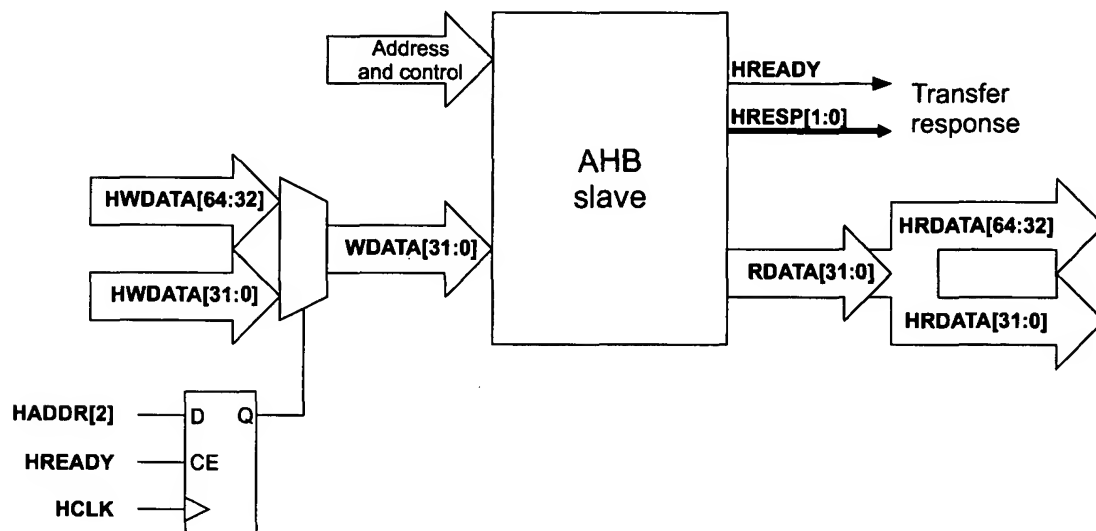 Address
and control
HREADY
HRESP[1:0]
Transfer
response
AHB
slave
HWDATA[64:32]
WDATA[31:0]
HWDATA[31:0]
HRDATA[64:32]
RDATA[31:0]
HRDATA[31:0]
HADDR[2]
D
Q
HREADY
CE
HCLK